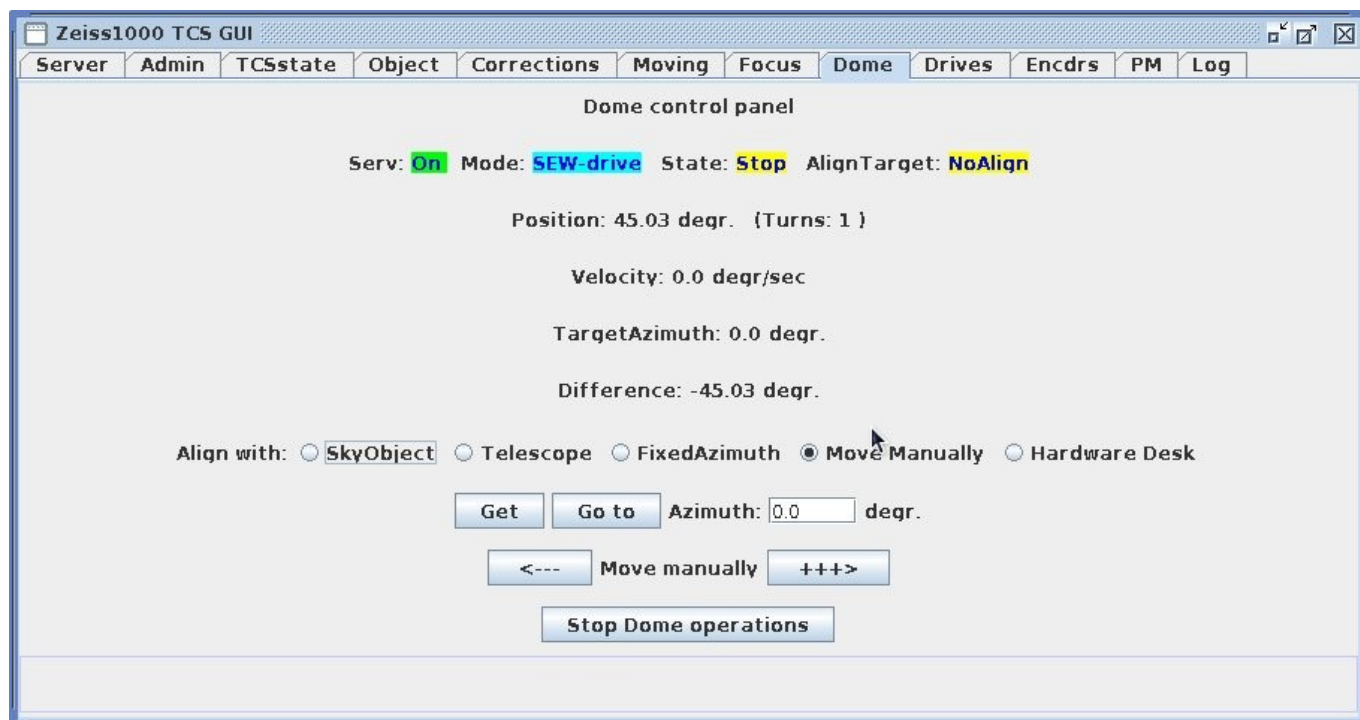 Zeiss1000 TCS GUI
Server Admin TCSstate Object Corrections Moving Focus Dome Drives Encdrs PM Log
Dome control panel
Serv: On Mode: SEW-drive State: Stop AlignTarget: NoAlign
Position: 45.03 degr. (Turns: 1 )
Velocity: 0.0 degr/sec
TargetAzimuth: 0.0 degr.
Difference: -45.03 degr.
Align with: SkyObject Telescope FixedAzimuth Move Manually Hardware Desk
Get Go to Azimuth: 0.0 degr.
<--- Move manually +++>
Stop Dome operations